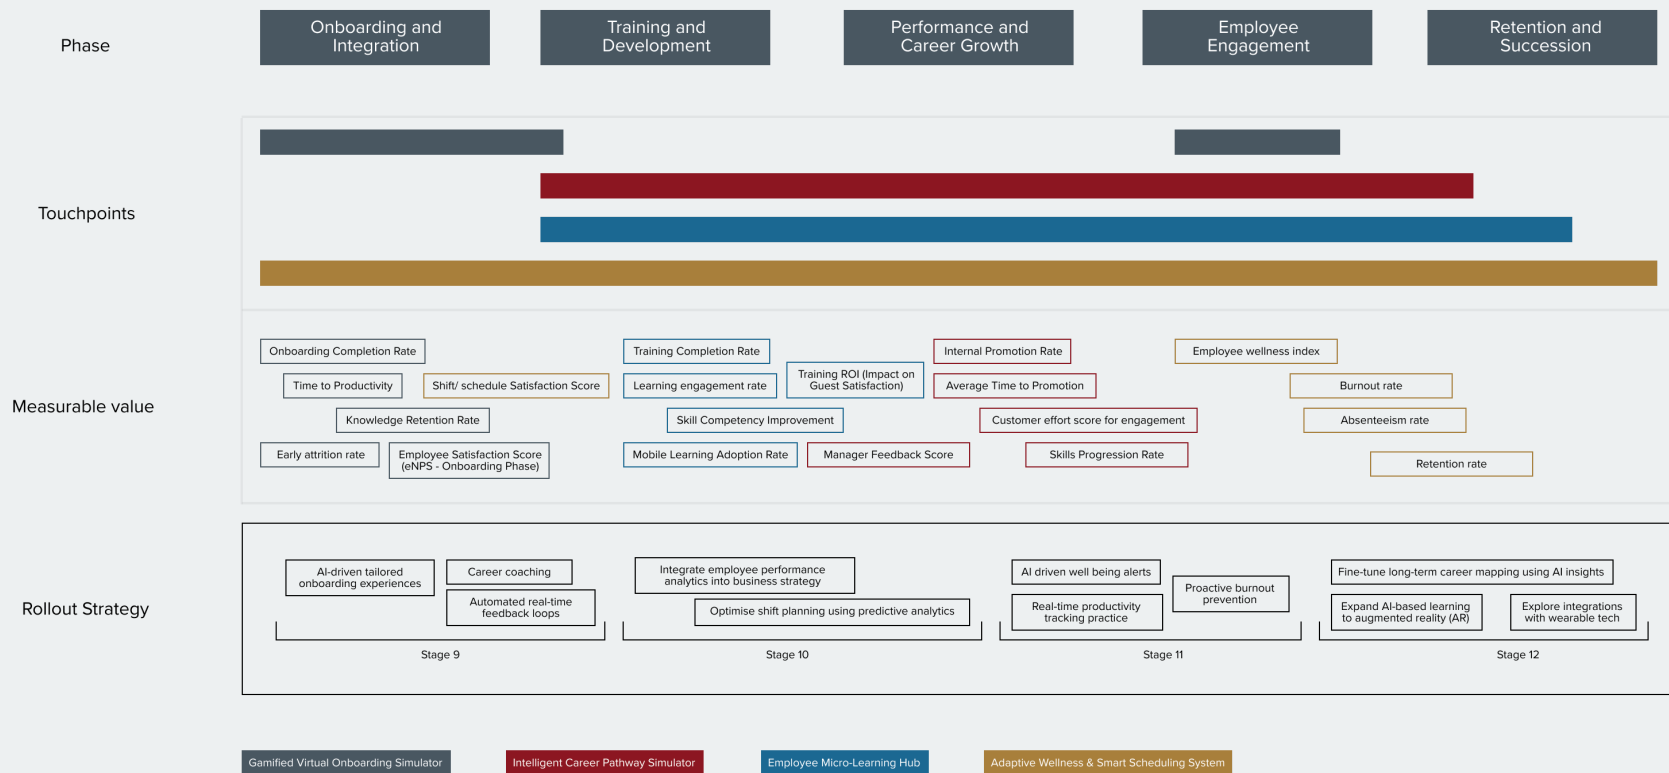 Phase
Onboarding and
Integration
Training and
Development
Performance and
Career Growth
Employee
Engagement
Retention and
Succession
Touchpoints
Measurable value
Onboarding Completion Rate
Time to Productivity
Shift/ schedule Satisfaction Score
Knowledge Retention Rate
Early attrition rate
Employee Satisfaction Score
(eNPS - Onboarding Phase)
Training Completion Rate
Learning engagement rate
Training ROI (Impact on
Guest Satisfaction)
Skill Competency Improvement
Mobile Learning Adoption Rate
Manager Feedback Score
Internal Promotion Rate
Average Time to Promotion
Customer effort score for engagement
Skills Progression Rate
Employee wellness index
Burnout rate
Absenteeism rate
Retention rate
Rollout Strategy
AI-driven tailored
onboarding experiences
Career coaching
Automated real-time
feedback loops
Stage 9
Integrate employee performance
analytics into business strategy
Optimise shift planning using predictive analytics
Stage 10
AI driven well being alerts
Real-time productivity
tracking practice
Proactive burnout
prevention
Stage 11
Fine-tune long-term career mapping using AI insights
Expand AI-based learning
to augmented reality (AR)
Explore integrations
with wearable tech
Stage 12
Gamified Virtual Onboarding Simulator
Intelligent Career Pathway Simulator
Employee Micro-Learning Hub
Adaptive Wellness & Smart Scheduling System